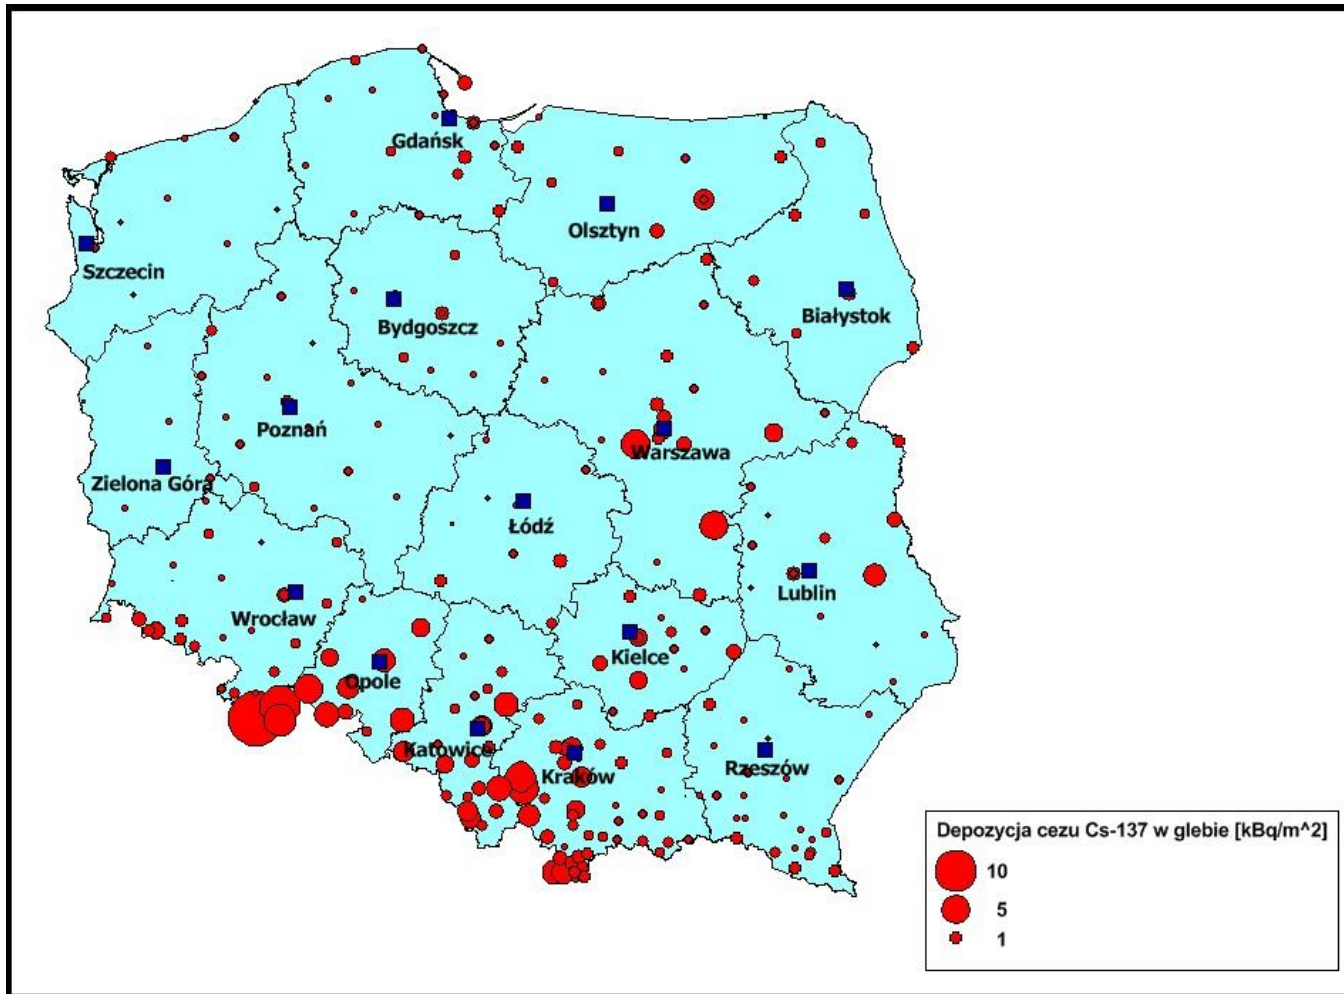 Gdańsk
Olsztyn
Szczecin
Bydgoszcz
Białystok
Poznań
Warszawa
Zielona Góra
Łódź
Lublin
Wrocław
Kielce
Opole
Katowice
Kraków
Rzeszów
Depozycja cezu Cs-137 w glebie [kBq/m^2]
10
5
1